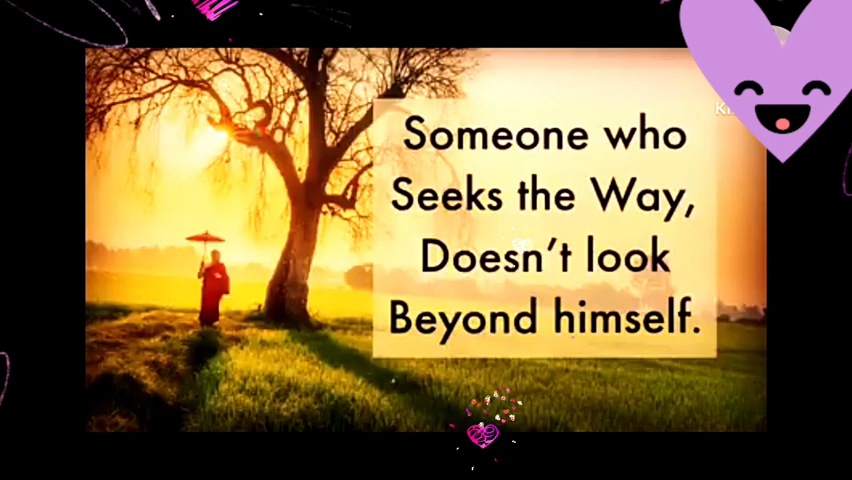 Someone who
Seeks the Way,
Doesn't look
Beyond himself.